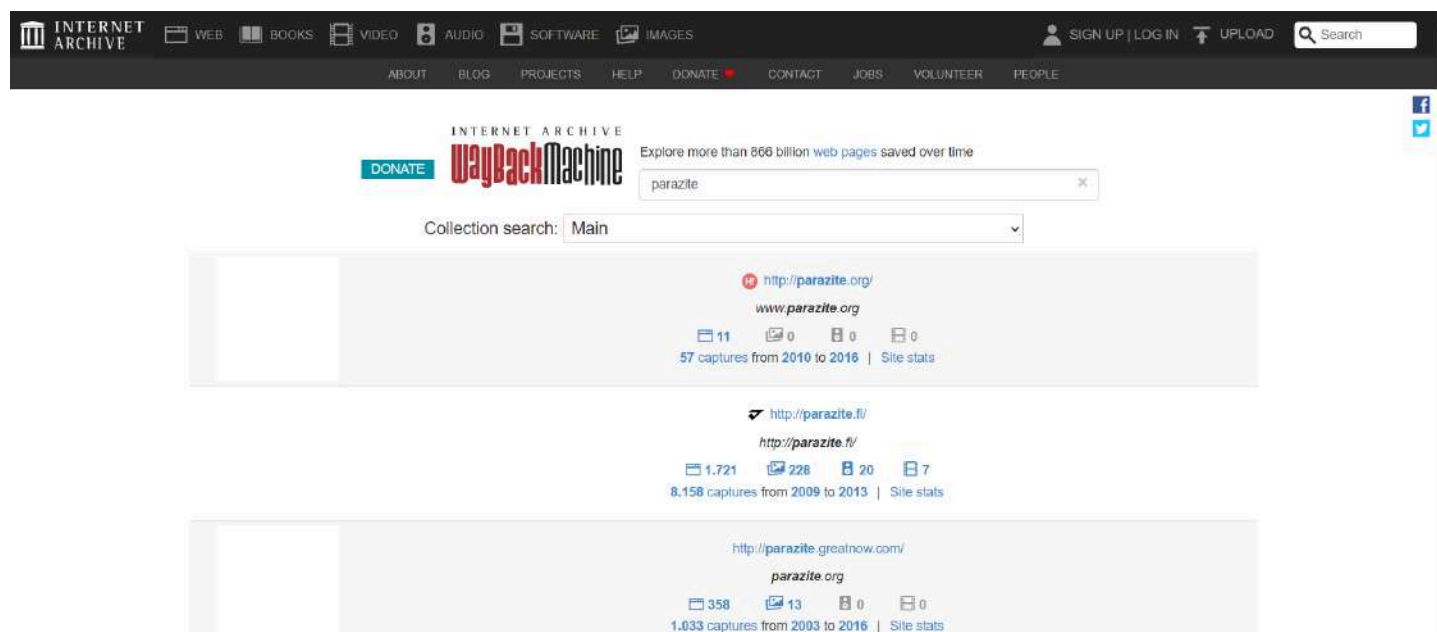 INTERNET ARCHIVE WEB BOOKS VIDEO AUDIO SOFTWARE IMAGES SIGN UP | LOG IN UPLOAD Search
ABOUT BLOG PROJECTS HELP DONATE CONTACT JOBS VOLUNTEER PEOPLE
INTERNET ARCHIVE
DONATE WayBackMachine
Explore more than 866 billion web pages saved over time
parazite
Collection search: Main
http://parazite.org/
www.parazite.org
11 0 0 0
57 captures from 2010 to 2016 | Site stats
http://parazite.fi/
http://parazite.fi/
1.721 228 20 7
8.158 captures from 2009 to 2013 | Site stats
http://parazite.greatnow.com/
parazite.org
358 13 0 0
1.033 captures from 2003 to 2016 | Site stats